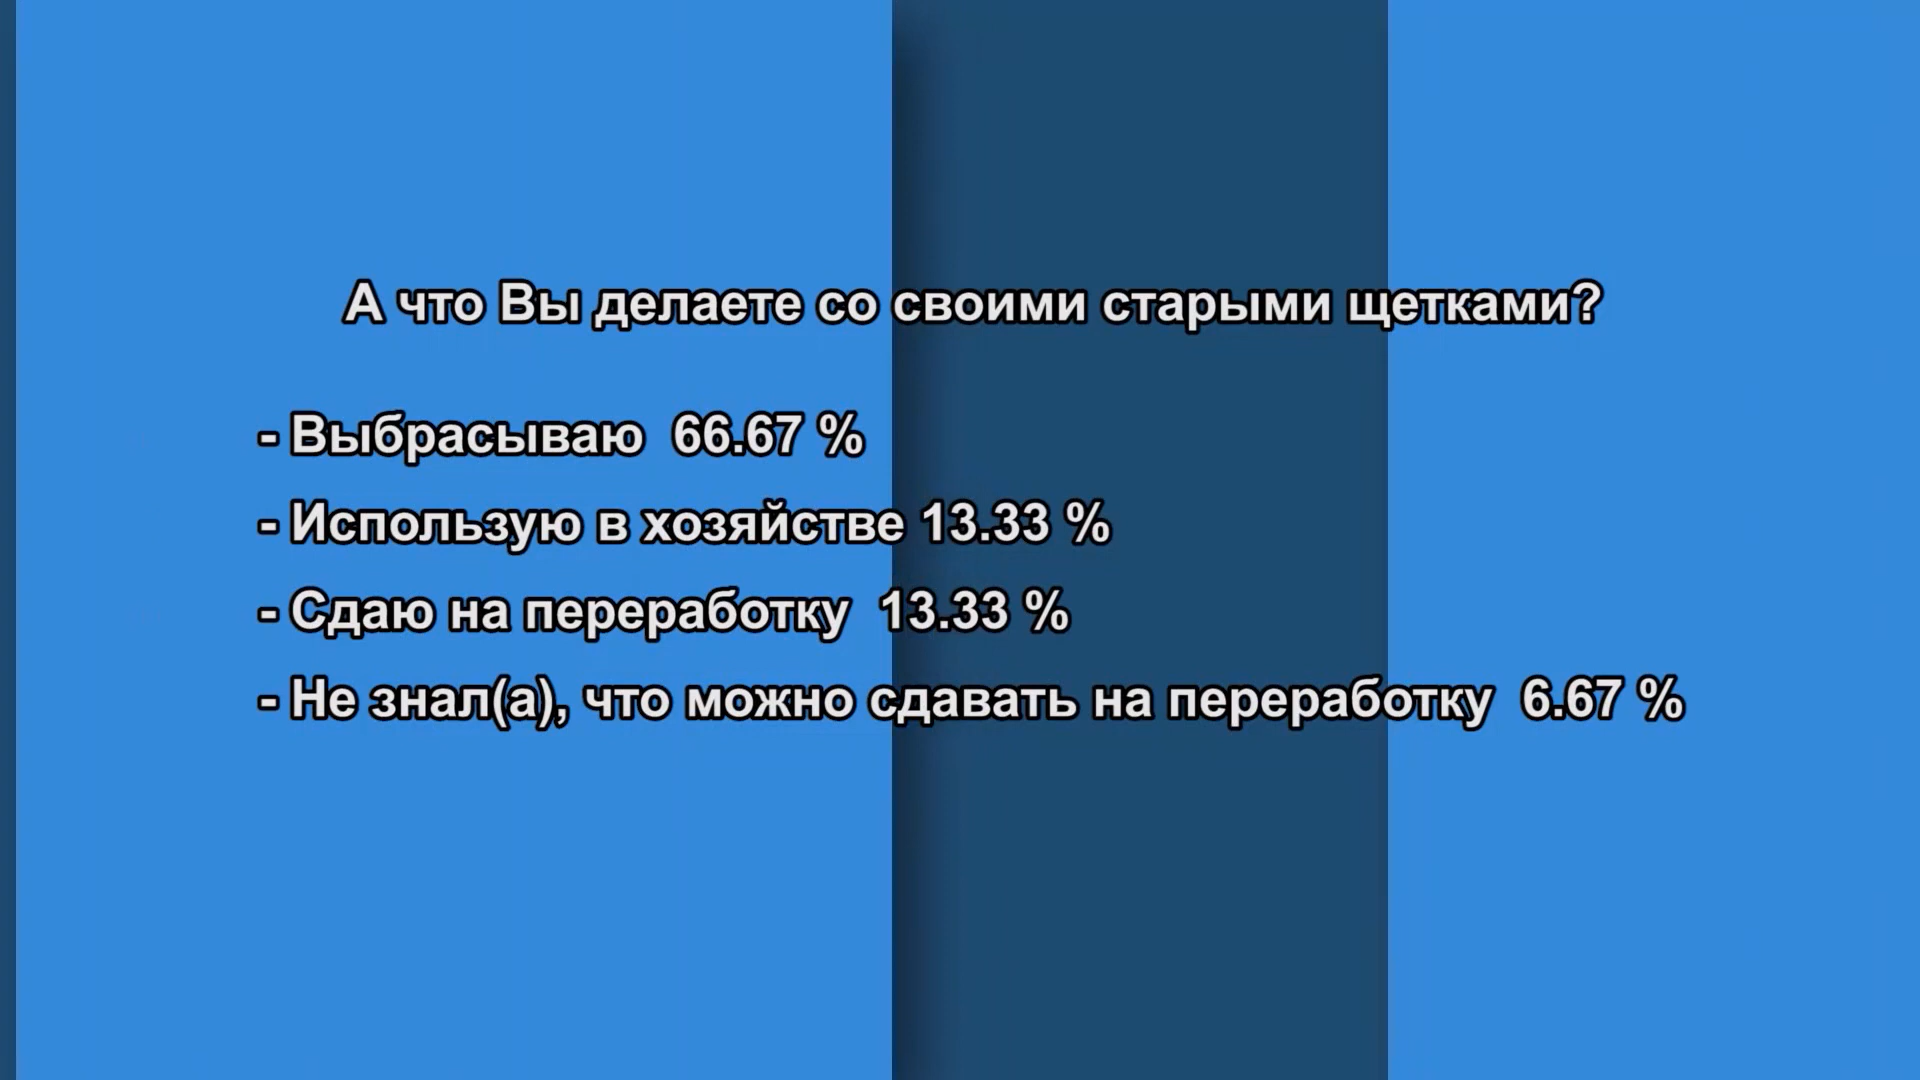 А что Вы делаете со своими старыми щетками?
- Выбрасываю  66.67 %
- Использую в хозяйстве 13.33 %
- Сдаю на переработку  13.33 %
- Не знал(а), что можно сдавать на переработку  6.67 %